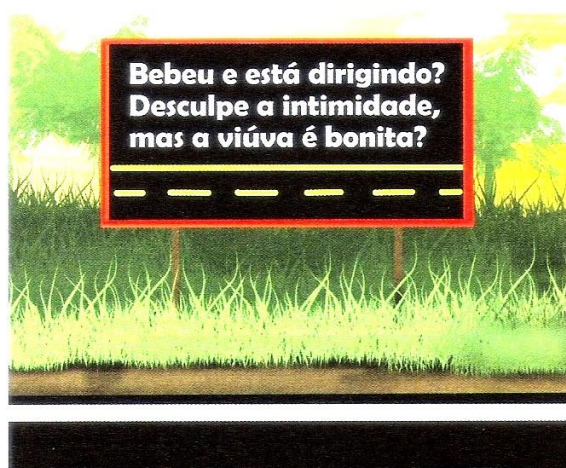 Bebeu e está dirigindo?
Desculpe a intimidade,
mas a viúva é bonita?